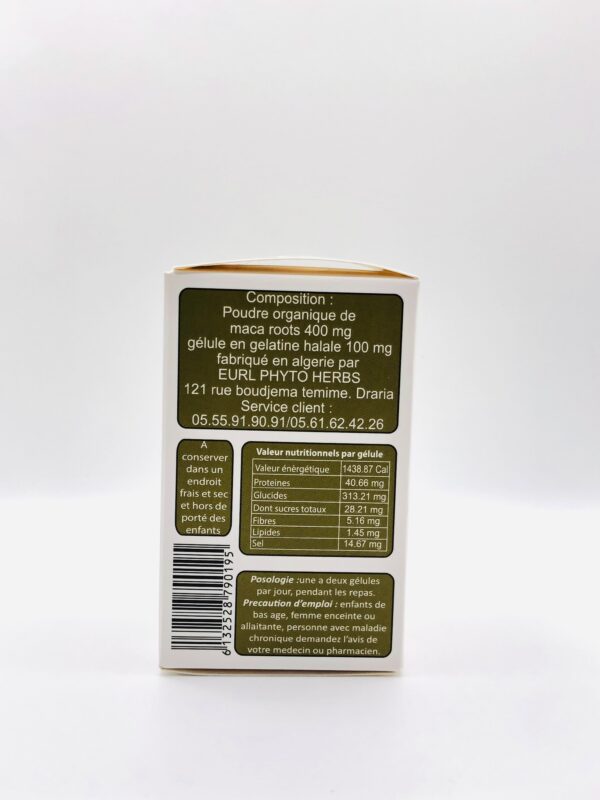 Composition :
Poudre organique de
maca roots 400 mg
gélule en gelatine halale 100 mg
fabriqué en algerie par
EURL PHYTO HERBS
121 rue boudjema temime. Draria
Service client :
05.55.91.90.91/05.61.62.42.26
A
conserver
dans un
endroit
frais et sec
et hors de
porté des
enfants
Valeur nutritionnels par gélule
Valeur énèrgétique 1438.87 Cal
Proteines 40.66 mg
Glucides 313.21 mg
Dont sucres totaux 28.21 mg
Fibres 5.16 mg
Lipides 1.45 mg
Sel 14.67 mg
6132528790195
Posologie :une a deux gélules
par jour, pendant les repas.
Precaution d'emploi : enfants de
bas age, femme enceinte ou
allaitante, personne avec maladie
chronique demandez l'avis de
votre medecin ou pharmacien.